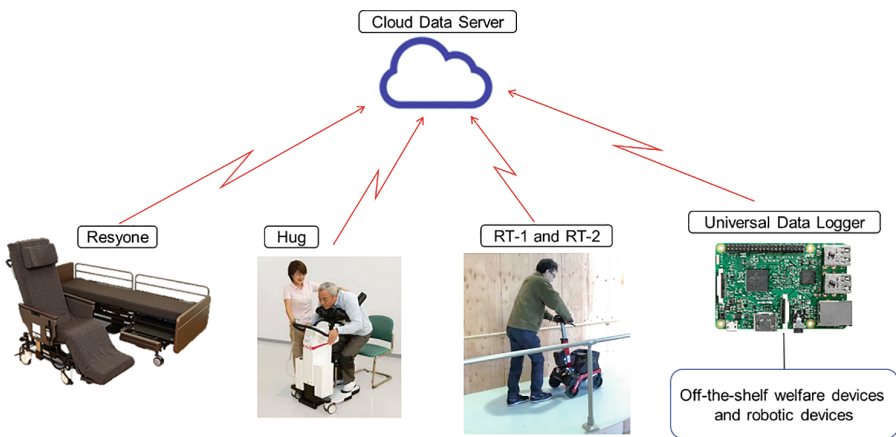 Cloud Data Server
Resyone
Hug
RT-1 and RT-2
Universal Data Logger
Off-the-shelf welfare devices
and robotic devices